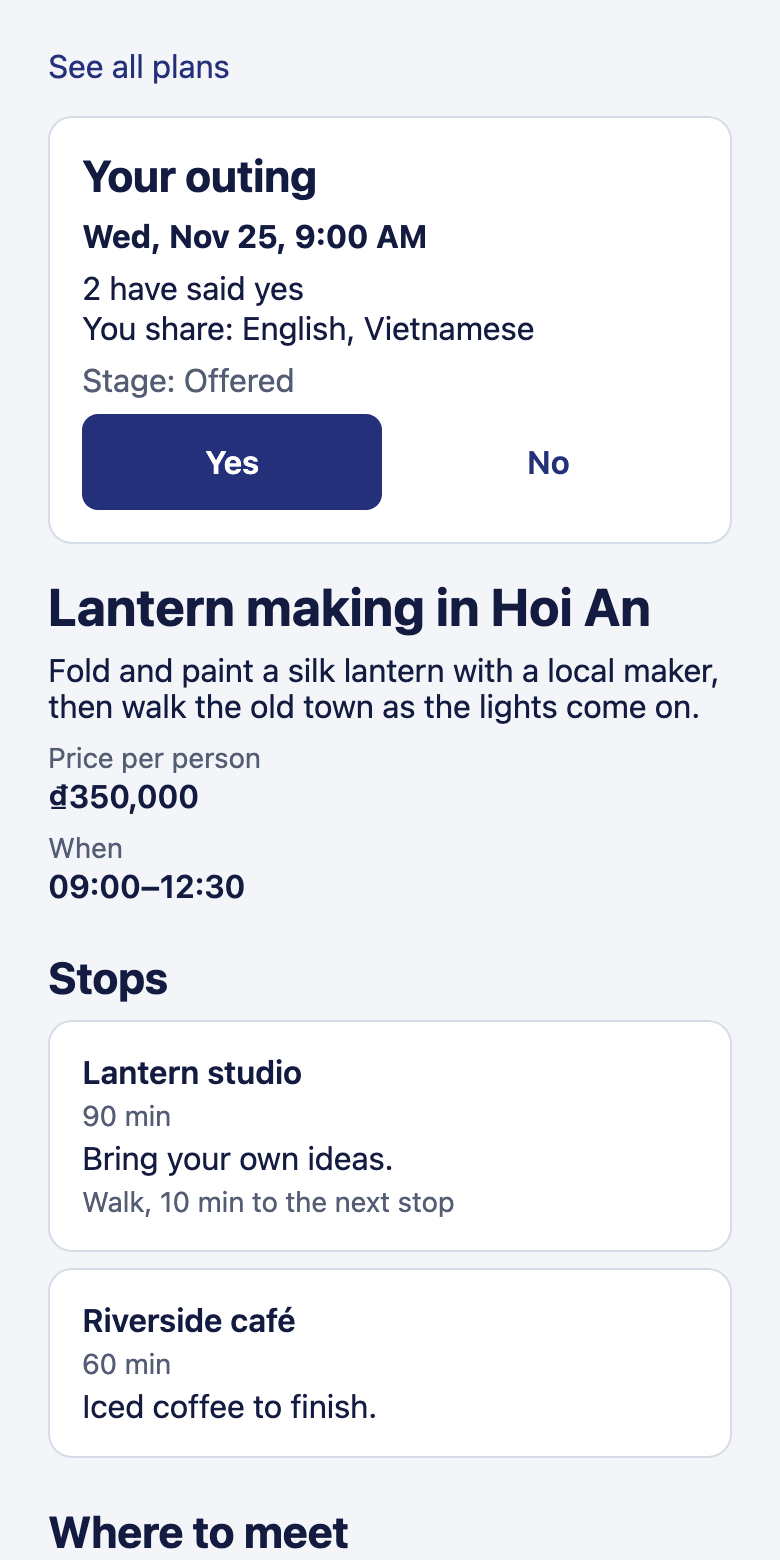 See all plans
Your outing
Wed, Nov 25, 9:00 AM
2 have said yes
You share: English, Vietnamese
Stage: Offered
Yes
No
Lantern making in Hoi An
Fold and paint a silk lantern with a local maker,
then walk the old town as the lights come on.
Price per person
₫350,000
When
09:00–12:30
Stops
Lantern studio
90 min
Bring your own ideas.
Walk, 10 min to the next stop
Riverside café
60 min
Iced coffee to finish.
Where to meet